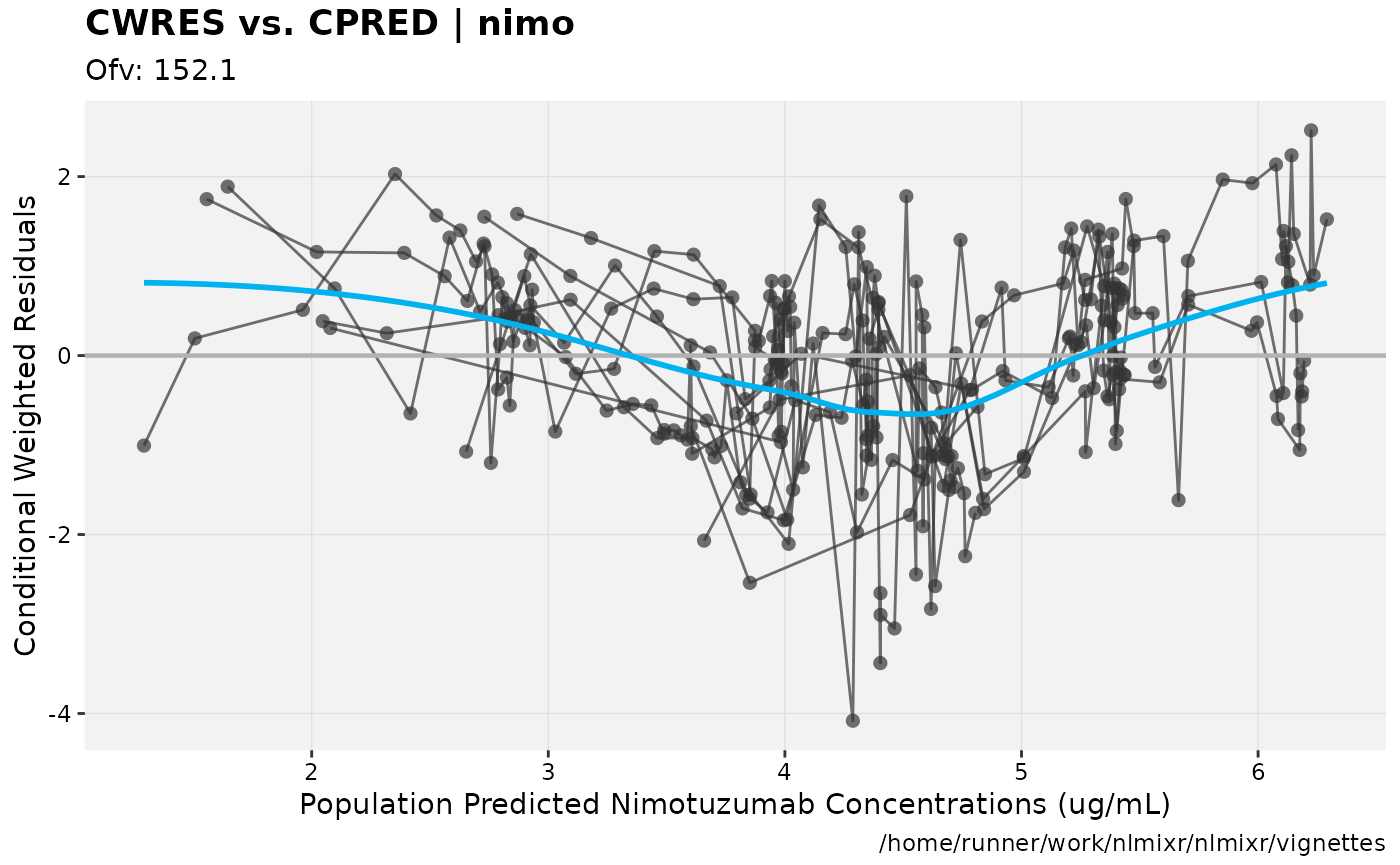 CWRES vs. CPRED | nimo
Ofv: 152.1
Conditional Weighted Residuals
2
0
-2
-4
2 3 4 5 6
Population Predicted Nimotuzumab Concentrations (ug/mL)
/home/runner/work/nlmixr/nlmixr/vignettes